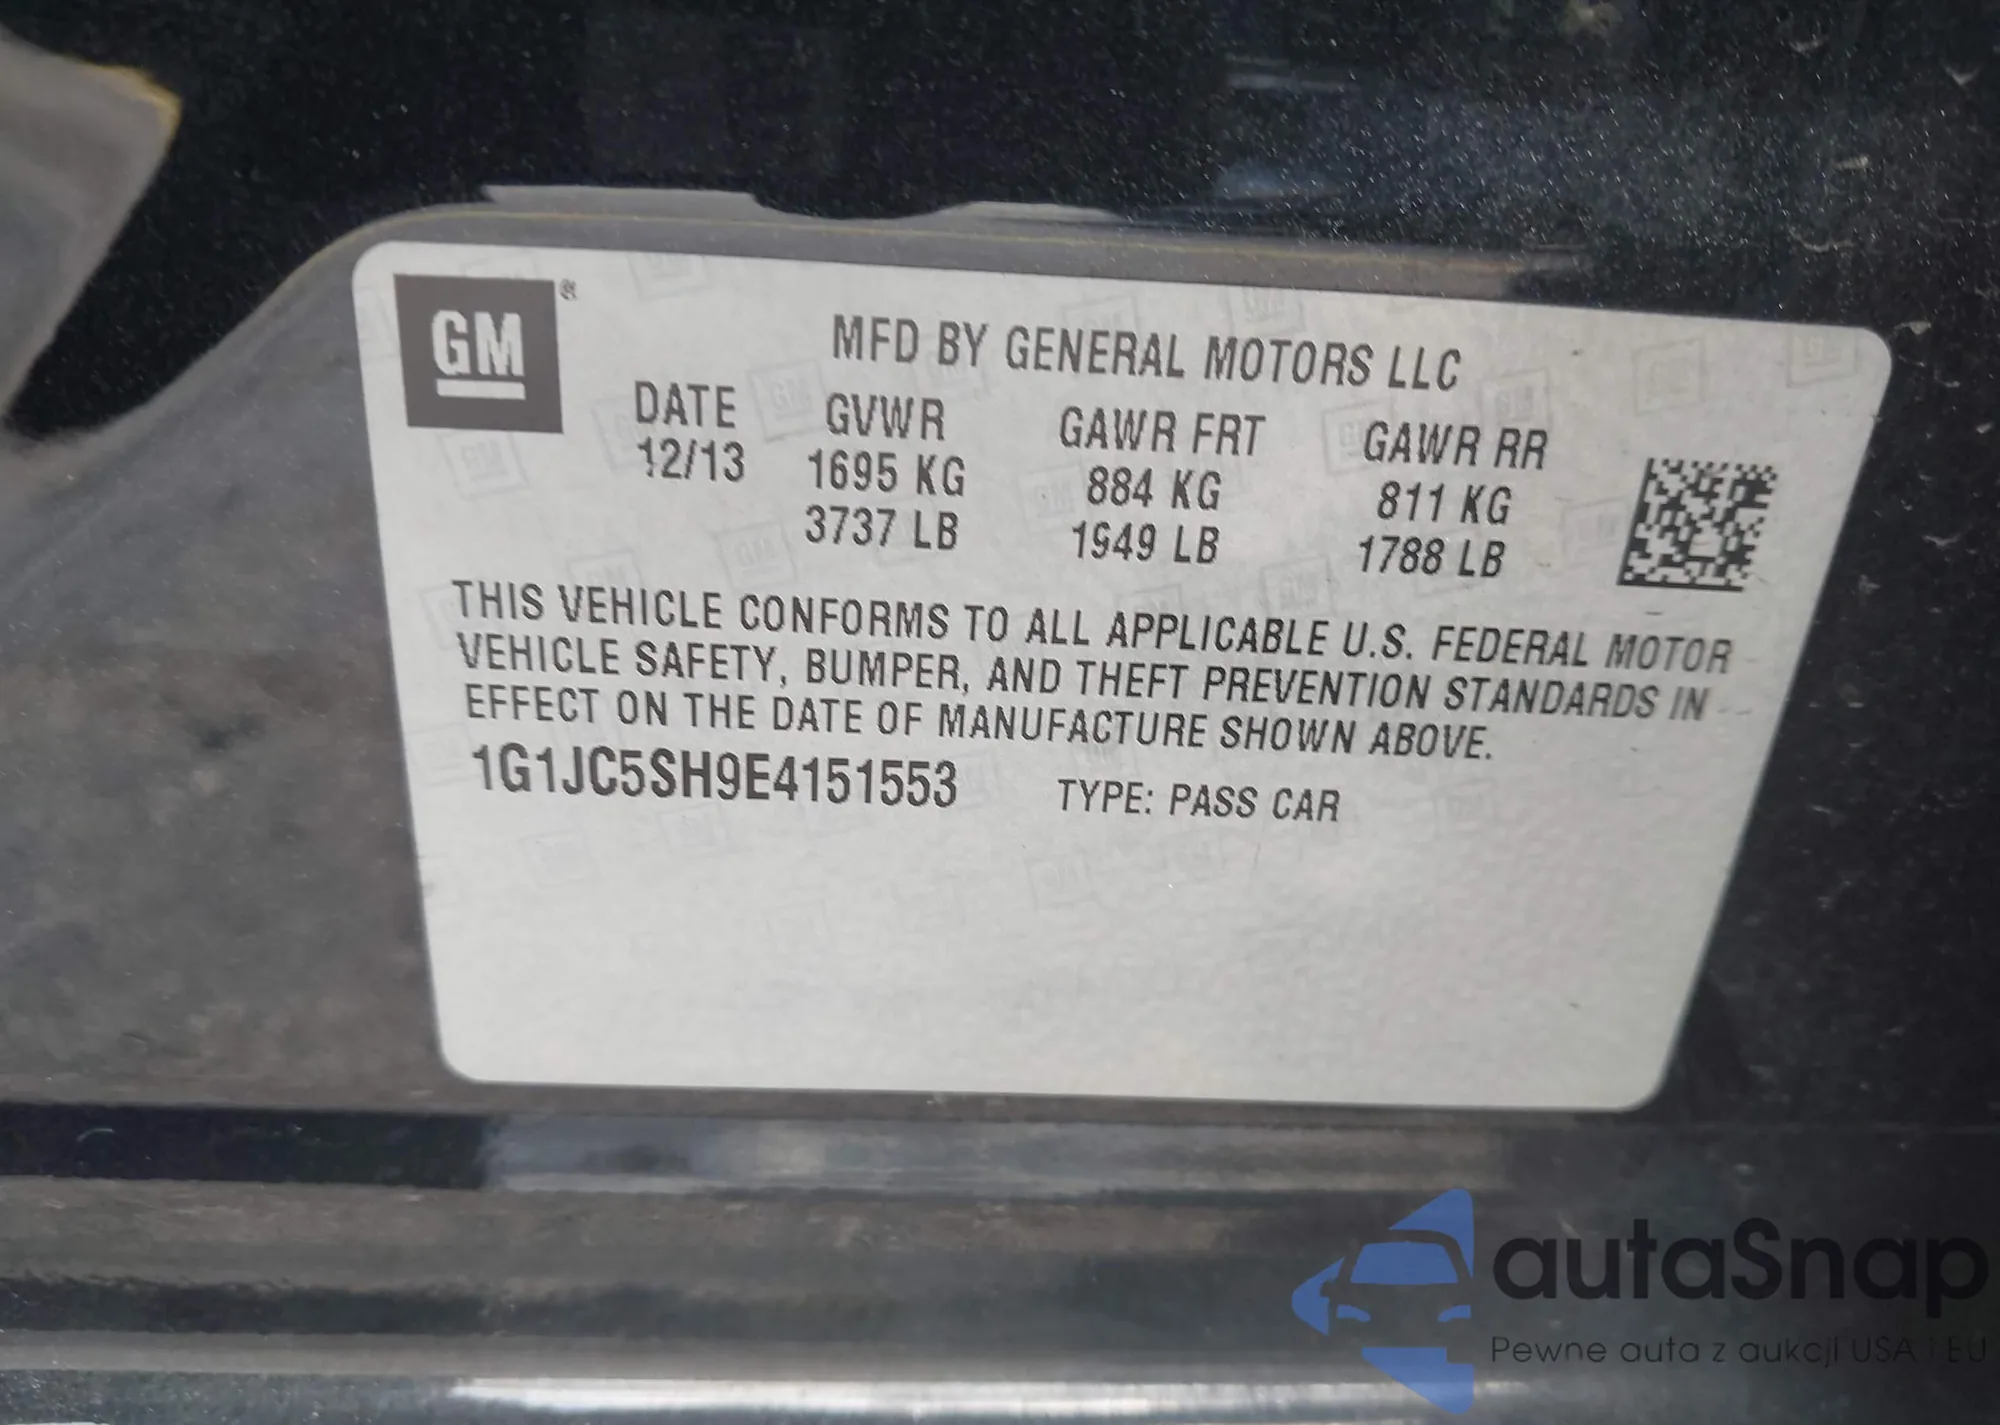 GM ®
MFD BY GENERAL MOTORS LLC
DATE GVWR GAWR FRT GAWR RR
12/13 1695 KG 884 KG 811 KG
3737 LB 1949 LB 1788 LB
THIS VEHICLE CONFORMS TO ALL APPLICABLE U.S. FEDERAL MOTOR
VEHICLE SAFETY, BUMPER, AND THEFT PREVENTION STANDARDS IN
EFFECT ON THE DATE OF MANUFACTURE SHOWN ABOVE.
1G1JC5SH9E4151553 TYPE: PASS CAR
autaSnap
Pewne auta z aukcji USA i EU